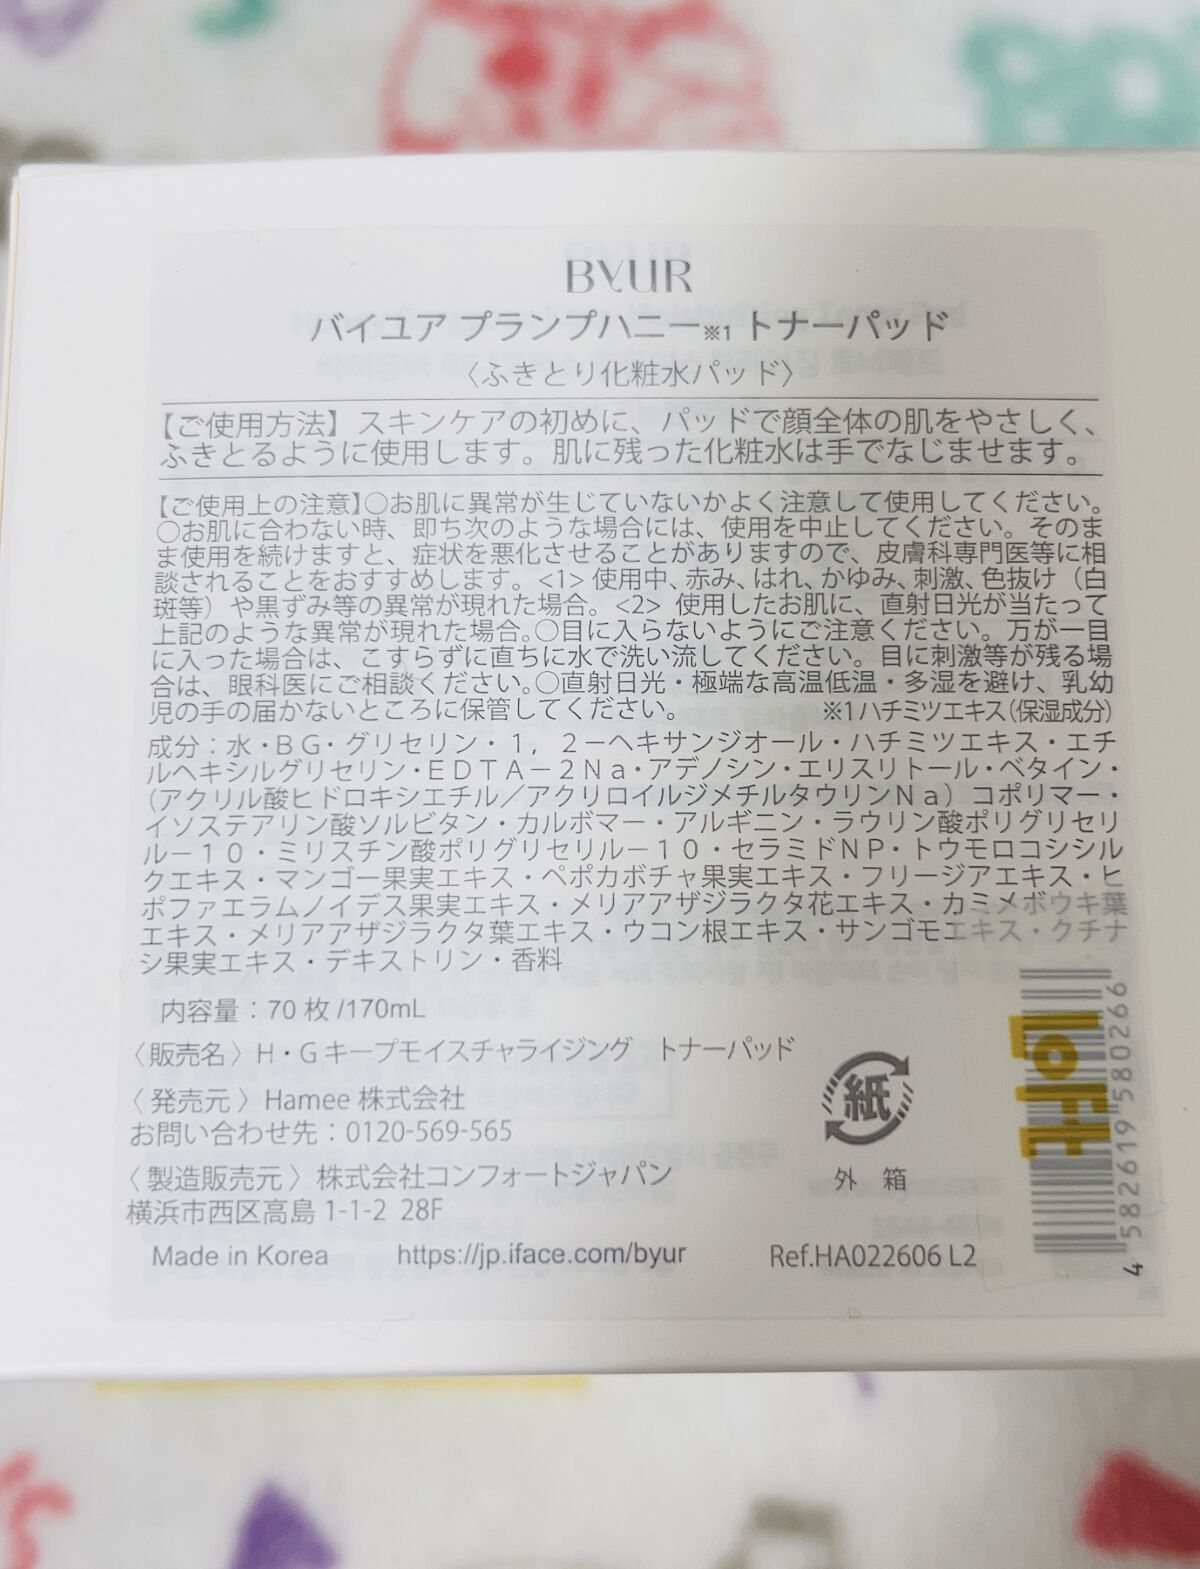 BYUR
バイユア プランプハニー※1 トナーパッド
〈ふきとり化粧水パッド〉
【ご使用方法】スキンケアの初めに、パッドで顔全体の肌をやさしく、
ふきとるように使用します。肌に残った化粧水は手でなじませます。
【ご使用上の注意】○お肌に異常が生じていないかよく注意して使用してください。
○お肌に合わない時、即ち次のような場合には、使用を中止してください。そのま
ま使用を続けますと、症状を悪化させることがありますので、皮膚科専門医等に相
談されることをおすすめします。<1> 使用中、赤み、はれ、かゆみ、刺激、色抜け（白
斑等）や黒ずみ等の異常が現れた場合。<2> 使用したお肌に、直射日光が当たって
上記のような異常が現れた場合。○目に入らないようにご注意ください。万が一目
に入った場合は、こすらずに直ちに水で洗い流してください。目に刺激等が残る場
合は、眼科医にご相談ください。○直射日光・極端な高温低温・多湿を避け、乳幼
児の手の届かないところに保管してください。 ※1ハチミツエキス（保湿成分）
成分：水・BG・グリセリン・1，2－ヘキサンジオール・ハチミツエキス・エチ
ルヘキシルグリセリン・EDTA－2Na・アデノシン・エリスリトール・ベタイン・
（アクリル酸ヒドロキシエチル／アクリロイルジメチルタウリンNa）コポリマー・
イソステアリン酸ソルビタン・カルボマー・アルギニン・ラウリン酸ポリグリセリ
ル－10・ミリスチン酸ポリグリセリル－10・セラミドNP・トウモロコシシル
クエキス・マンゴー果実エキス・ペポカボチャ果実エキス・フリージアエキス・ヒ
ポファエラムノイデス果実エキス・メリアアザジラクタ花エキス・カミメボウキ葉
エキス・メリアアザジラクタ葉エキス・ウコン根エキス・サンゴモエキス・クチナ
シ果実エキス・デキストリン・香料
内容量：70 枚 /170mL
〈販売名〉H・G キープモイスチャライジング トナーパッド
〈発売元〉Hamee 株式会社
お問い合わせ先：0120-569-565
〈製造販売元〉株式会社コンフォートジャパン
横浜市西区高島 1-1-2 28F
Made in Korea https://jp.iface.com/byur Ref.HA022606 L2
紙
外 箱
LOFT
4 582619 580266